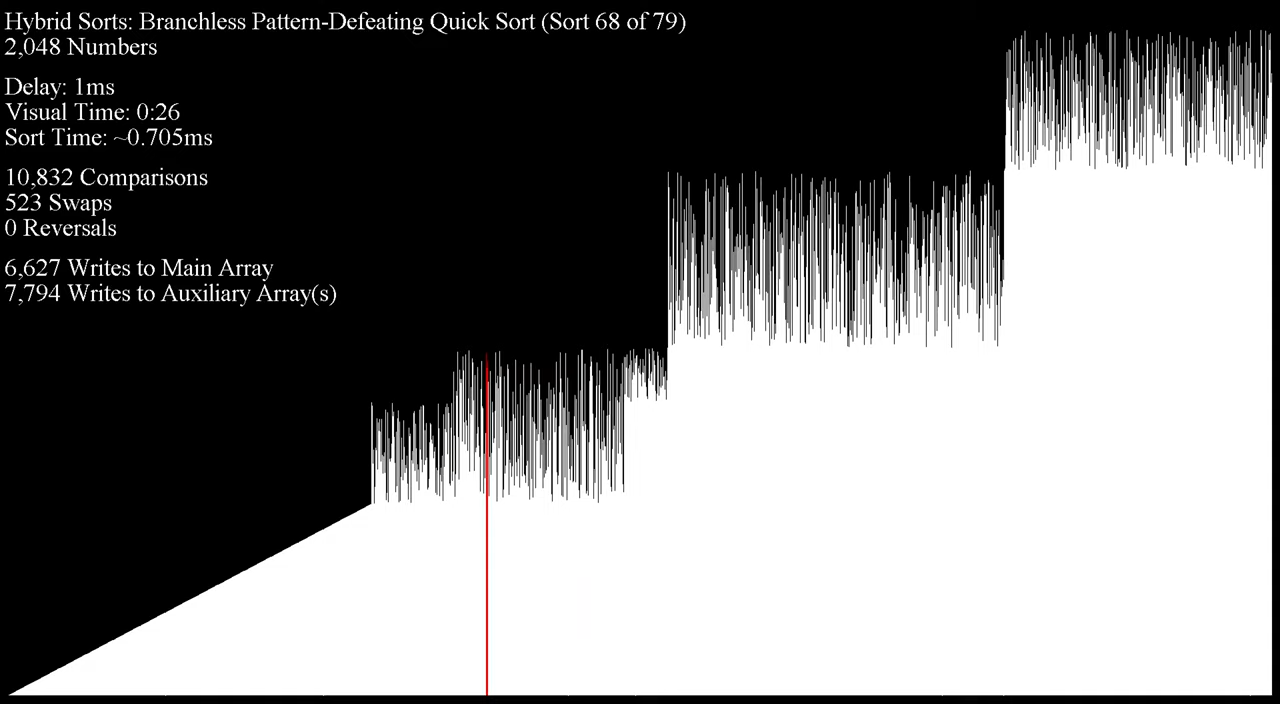 Hybrid Sorts: Branchless Pattern-Defeating Quick Sort (Sort 68 of 79)
2,048 Numbers
Delay: 1ms
Visual Time: 0:26
Sort Time: ~0.705ms
10,832 Comparisons
523 Swaps
0 Reversals
6,627 Writes to Main Array
7,794 Writes to Auxiliary Array(s)